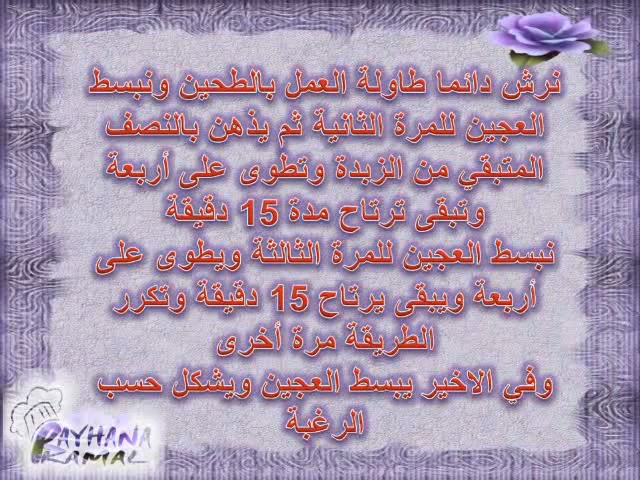 نرش دائما طاولة العمل بالطحين ونبسط
العجين للمرة الثانية ثم يذهن بالنصف
المتبقي من الزبدة وتطوى على أربعة
وتبقى ترتاح مدة 15 دقيقة
نبسط العجين للمرة الثالثة ويطوى على
أربعة ويبقى يرتاح 15 دقيقة وتكرر
الطريقة مرة أخرى
وفي الاخير يبسط العجين ويشكل حسب
الرغبة
RAYHANA
KAMAL